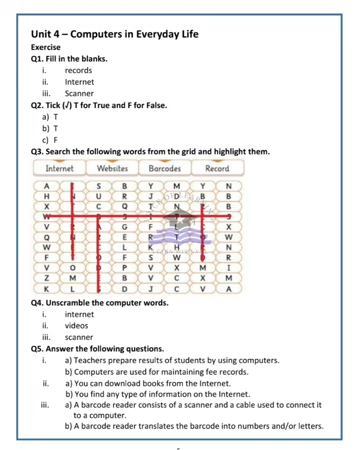 Unit 4 – Computers in Everyday Life
Exercise
Q1. Fill in the blanks.
i. records
ii. Internet
iii. Scanner
Q2. Tick (√) T for True and F for False.
a) T
b) T
c) F
Q3. Search the following words from the grid and highlight them.
Internet Websites Barcodes Record
A S B Y M Y N
H U R J D B B
X C Q T N B
W S
V A G F X
Q E R T W
W L K H N
F F S W R
V O P V X M I
Z M B V C X M
K L D J C V A
Q4. Unscramble the computer words.
i. internet
ii. videos
iii. scanner
Q5. Answer the following questions.
i. a) Teachers prepare results of students by using computers.
b) Computers are used for maintaining fee records.
ii. a) You can download books from the Internet.
b) You find any type of information on the Internet.
iii. a) A barcode reader consists of a scanner and a cable used to connect it
to a computer.
b) A barcode reader translates the barcode into numbers and/or letters.